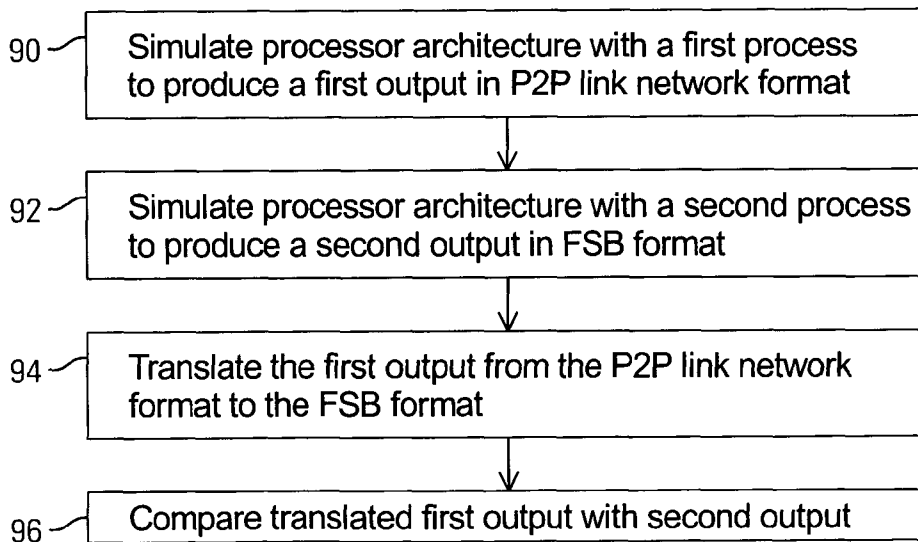 90
Simulate processor architecture with a first process
to produce a first output in P2P link network format
92
Simulate processor architecture with a second process
to produce a second output in FSB format
94
Translate the first output from the P2P link network
format to the FSB format
96
Compare translated first output with second output